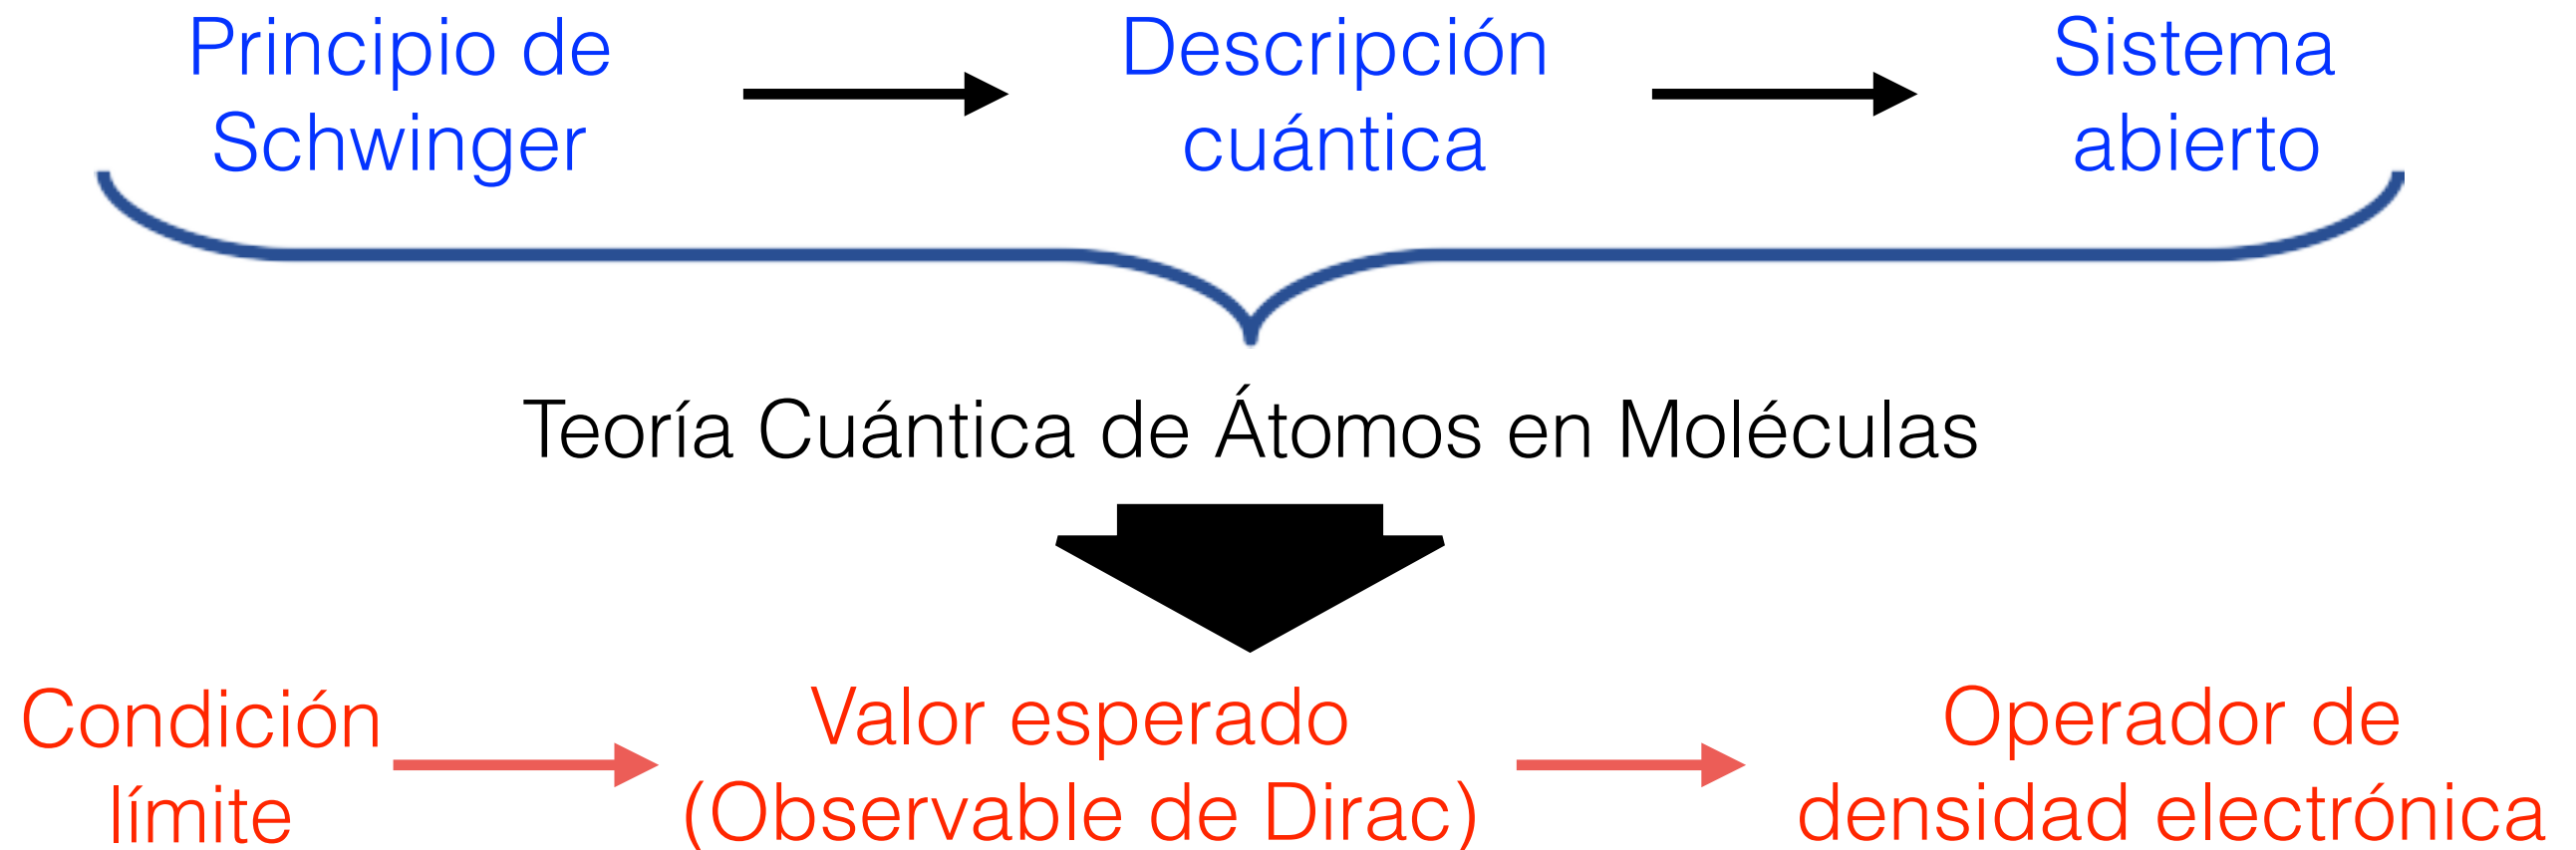 Principio de
Schwinger
Descripción
cuántica
Sistema
abierto
Teoría Cuántica de Átomos en Moléculas
Condición
límite
Valor esperado
(Observable de Dirac)
Operador de
densidad electrónica